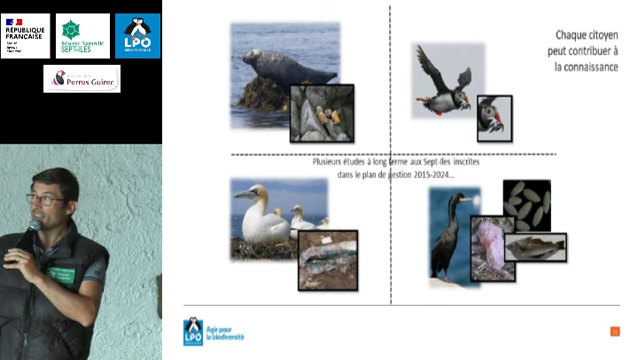 RÉPUBLIQUE
FRANÇAISE
Réserve Naturelle
SEPT-ILES
LPO
Perros-Guirec
Chaque citoyen
peut contribuer à
la connaissance
Plusieurs études à long terme aux Sept-Iles inscrites
dans le plan de gestion 2015-2024...
LPO
Agir pour
la biodiversité